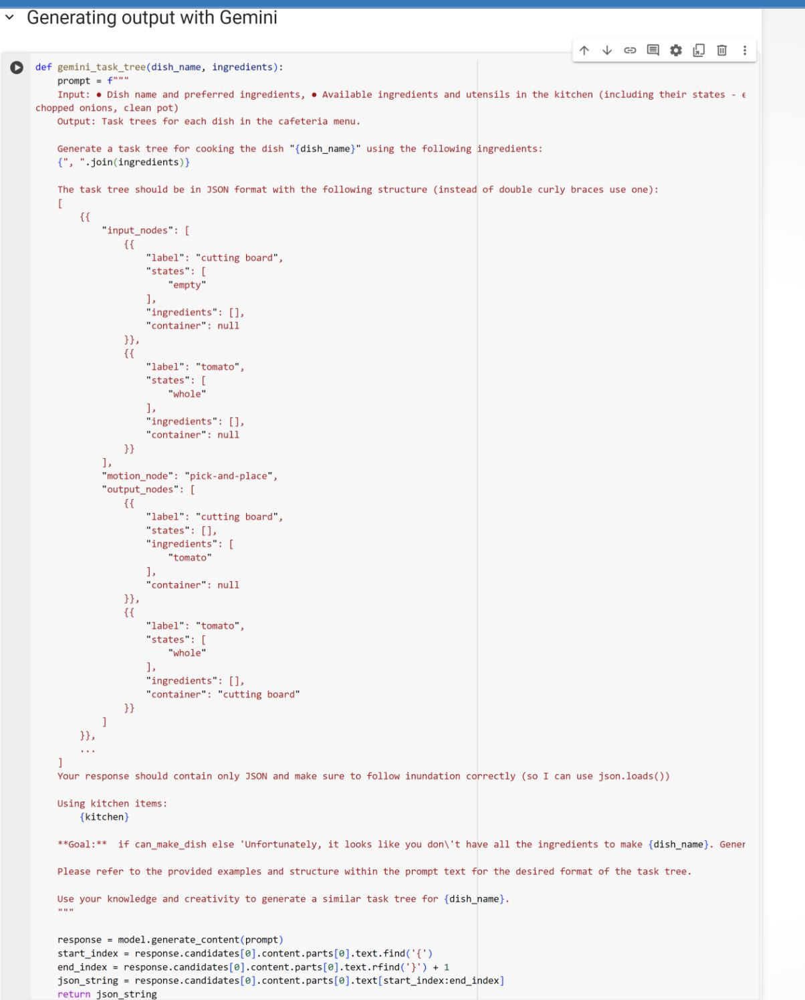 Generating output with Gemini
def gemini_task_tree(dish_name, ingredients):
    prompt = f"""
    Input: ● Dish name and preferred ingredients, ● Available ingredients and utensils in the kitchen (including their states - e
chopped onions, clean pot)
    Output: Task trees for each dish in the cafeteria menu.

    Generate a task tree for cooking the dish "{dish_name}" using the following ingredients:
    {", ".join(ingredients)}

    The task tree should be in JSON format with the following structure (instead of double curly braces use one):
    [
        {{
            "input_nodes": [
                {{
                    "label": "cutting board",
                    "states": [
                        "empty"
                    ],
                    "ingredients": [],
                    "container": null
                }},
                {{
                    "label": "tomato",
                    "states": [
                        "whole"
                    ],
                    "ingredients": [],
                    "container": null
                }}
            ],
            "motion_node": "pick-and-place",
            "output_nodes": [
                {{
                    "label": "cutting board",
                    "states": [],
                    "ingredients": [
                        "tomato"
                    ],
                    "container": null
                }},
                {{
                    "label": "tomato",
                    "states": [
                        "whole"
                    ],
                    "ingredients": [],
                    "container": "cutting board"
                }}
            ]
        }},
        ...
    ]
    Your response should contain only JSON and make sure to follow inundation correctly (so I can use json.loads())

    Using kitchen items:
        {kitchen}

    **Goal:**  if can_make_dish else 'Unfortunately, it looks like you don\'t have all the ingredients to make {dish_name}. Gener

    Please refer to the provided examples and structure within the prompt text for the desired format of the task tree.

    Use your knowledge and creativity to generate a similar task tree for {dish_name}.
    """

    response = model.generate_content(prompt)
    start_index = response.candidates[0].content.parts[0].text.find('{')
    end_index = response.candidates[0].content.parts[0].text.rfind('}') + 1
    json_string = response.candidates[0].content.parts[0].text[start_index:end_index]
    return json_string